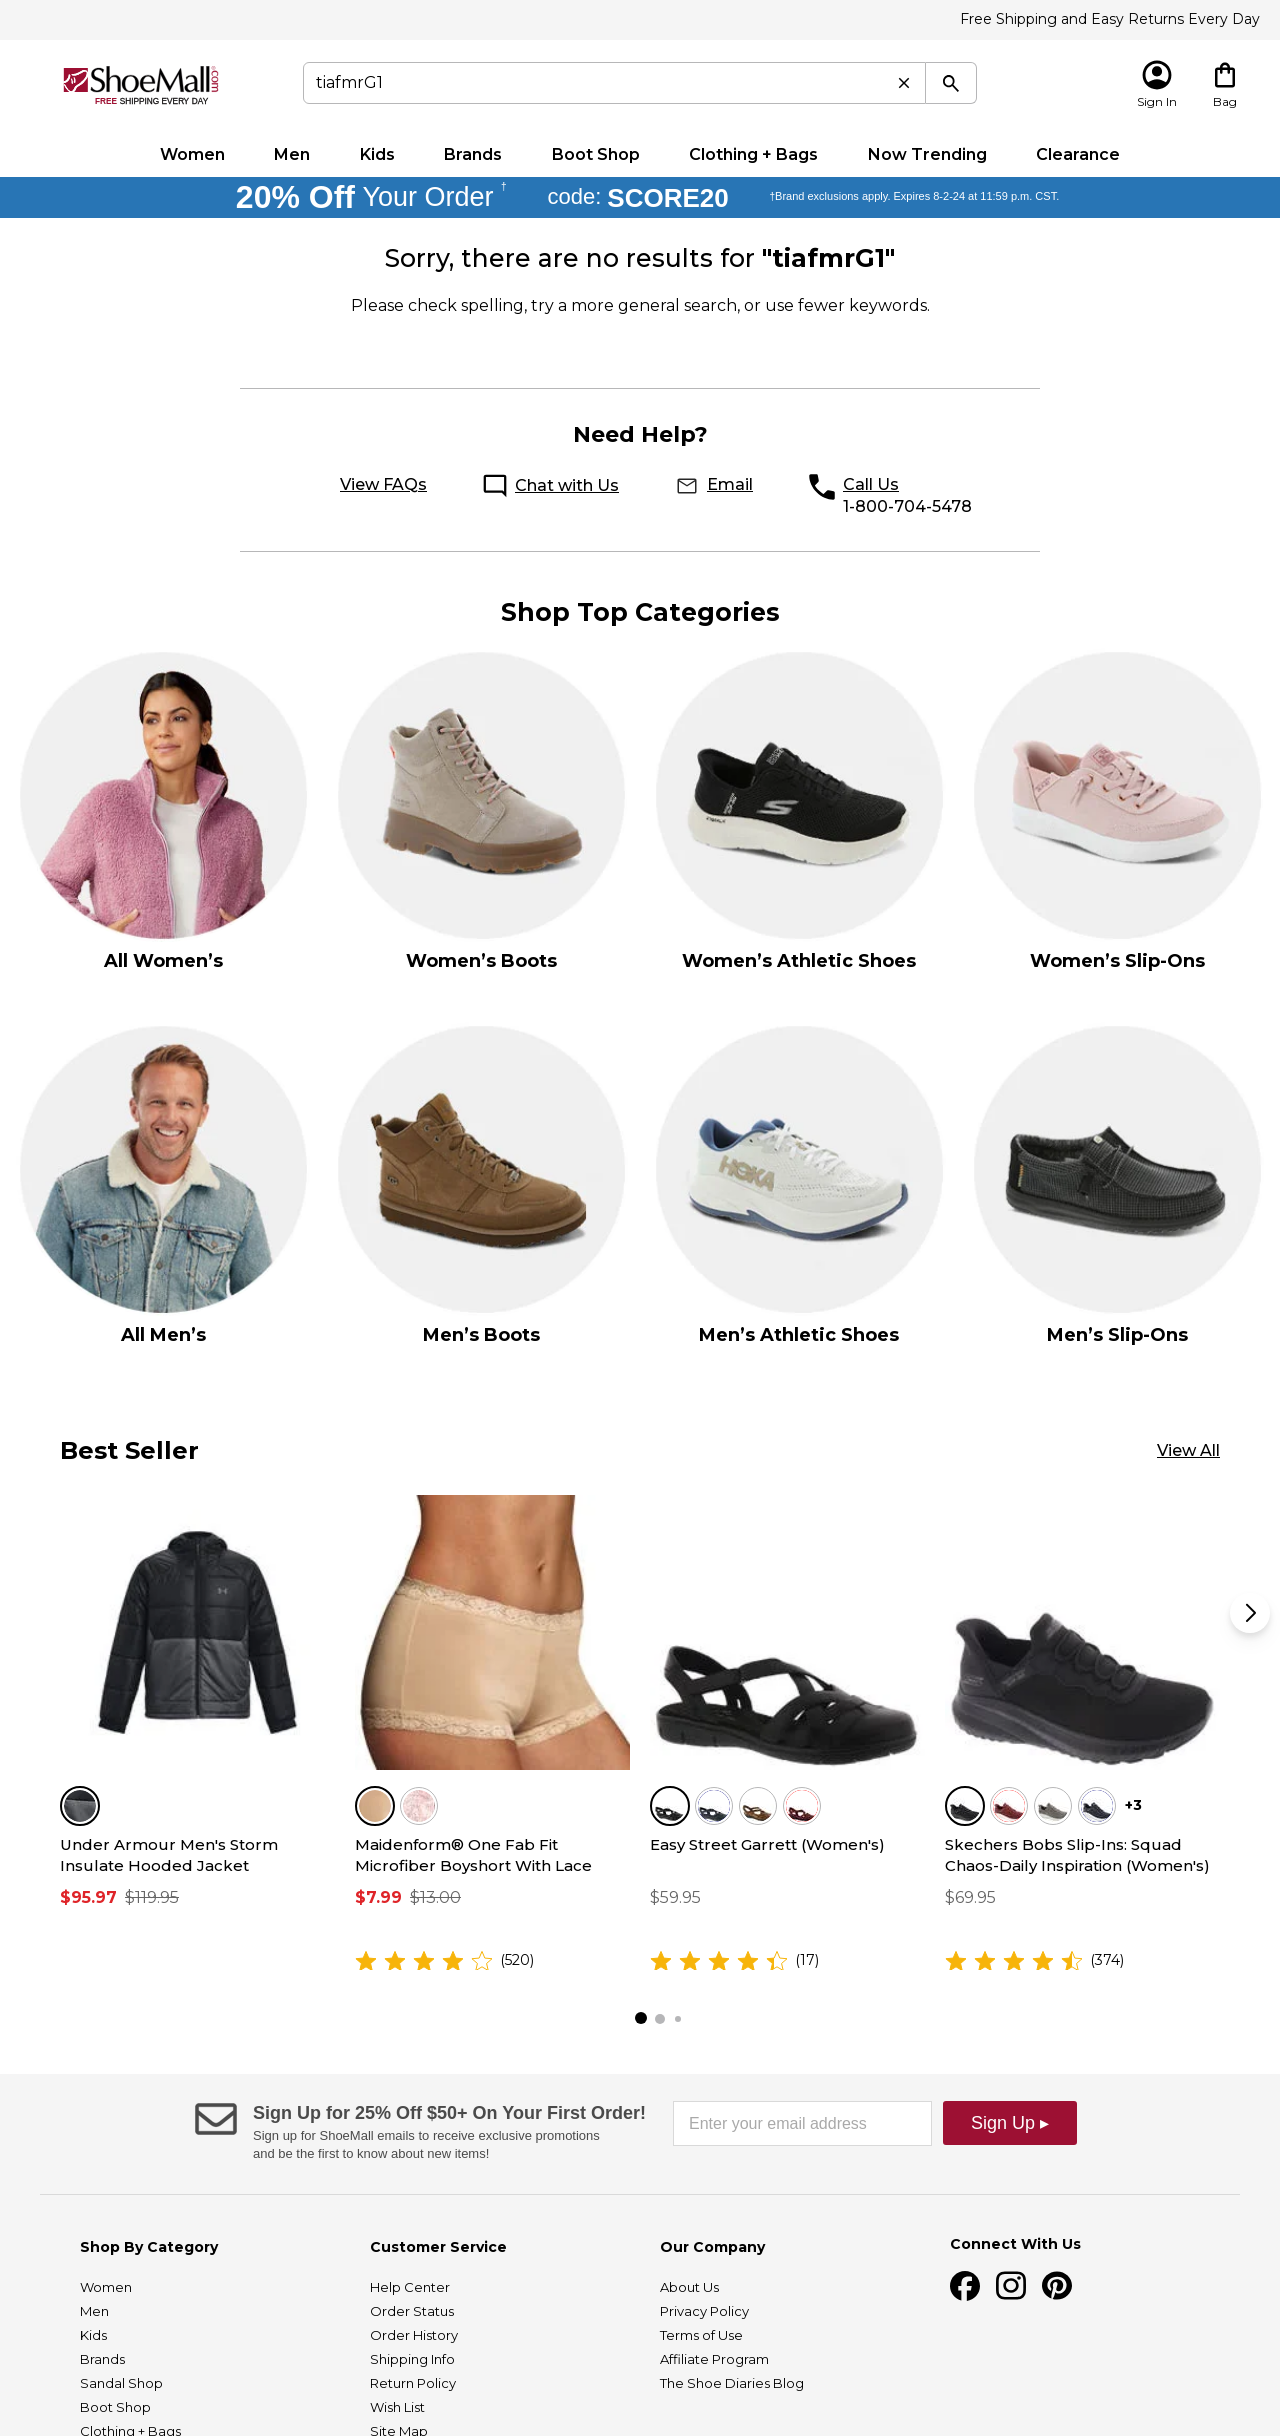 Free Shipping and Easy Returns Every Day
ShoeMall.com
FREE SHIPPING EVERY DAY
tiafmrG1
Sign In
Bag
Women Men Kids Brands Boot Shop Clothing + Bags Now Trending Clearance
20% Off Your Order † code: SCORE20 †Brand exclusions apply. Expires 8-2-24 at 11:59 p.m. CST.
Sorry, there are no results for "tiafmrG1"
Please check spelling, try a more general search, or use fewer keywords.
Need Help?
View FAQs Chat with Us Email Call Us
1-800-704-5478
Shop Top Categories
HOKA
All Women’s Women’s Boots Women’s Athletic Shoes Women’s Slip-Ons
All Men’s Men’s Boots Men’s Athletic Shoes Men’s Slip-Ons
Best Seller
View All
+3
Under Armour Men's Storm
Insulate Hooded Jacket
$95.97 $119.95
Maidenform® One Fab Fit
Microfiber Boyshort With Lace
$7.99 $13.00
(520)
Easy Street Garrett (Women's)
$59.95
(17)
Skechers Bobs Slip-Ins: Squad
Chaos-Daily Inspiration (Women's)
$69.95
(374)
Sign Up for 25% Off $50+ On Your First Order!
Sign up for ShoeMall emails to receive exclusive promotions
and be the first to know about new items!
Enter your email address
Sign Up ▸
Shop By Category
Women
Men
Kids
Brands
Sandal Shop
Boot Shop
Clothing + Bags
Customer Service
Help Center
Order Status
Order History
Shipping Info
Return Policy
Wish List
Site Map
Our Company
About Us
Privacy Policy
Terms of Use
Affiliate Program
The Shoe Diaries Blog
Connect With Us